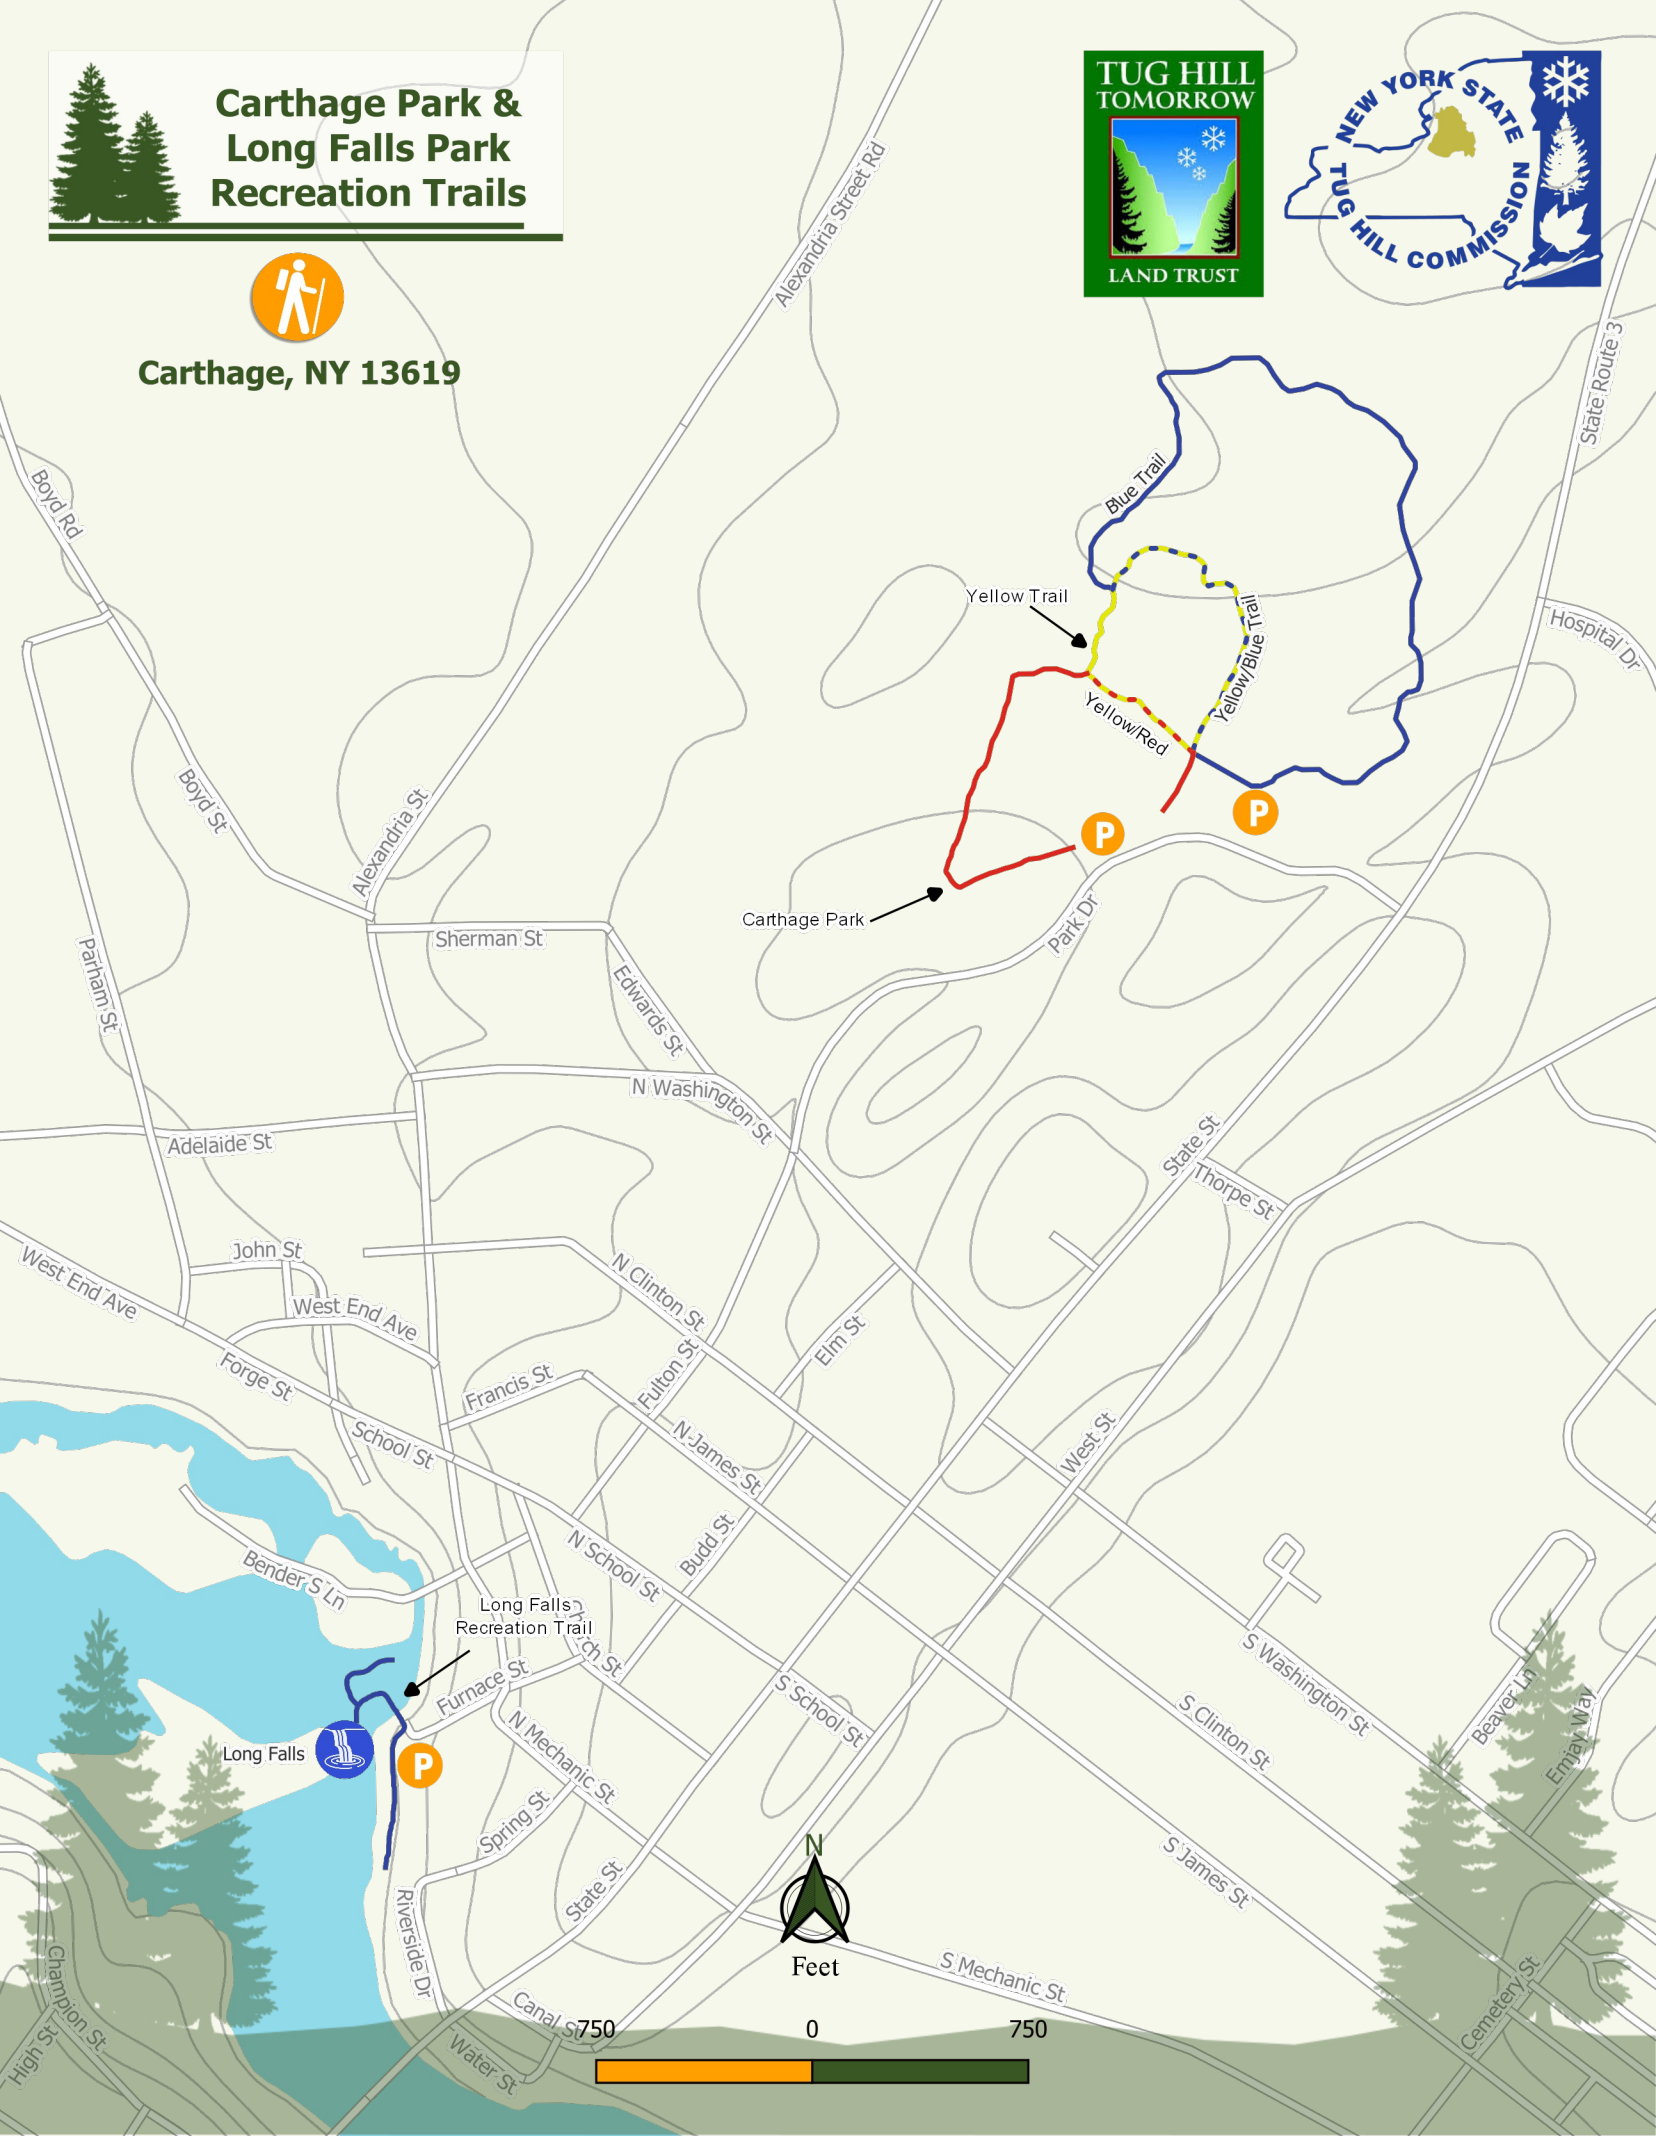 Carthage Park &
Long Falls Park
Recreation Trails
Carthage, NY 13619
TUG HILL
TOMORROW
LAND TRUST
NEW YORK STATE
TUG HILL COMMISSION
Alexandria Street Rd
State Route 3
Boyd Rd
Blue Trail
Yellow Trail
Hospital Dr
Yellow/Blue Trail
Yellow/Red
Boyd St
Alexandria St
P
P
Carthage Park
Park Dr
Sherman St
Parham St
Edwards St
N Washington St
Adelaide St
State St
Thorpe St
John St
West End Ave
West End Ave
N Clinton St
Elm St
Forge St
Francis St
Fulton St
School St
N James St
West St
Bender S Ln
N School St
Budd St
Long Falls
Recreation Trail
Church St
Furnace St
S Washington St
S School St
S Clinton St
Beaver Ln
Emjay Way
N Mechanic St
Long Falls
P
Spring St
S James St
State St
N
Riverside Dr
Feet
S Mechanic St
Champion St
High St
Canal St
Water St
Cemetery St
750
0
750